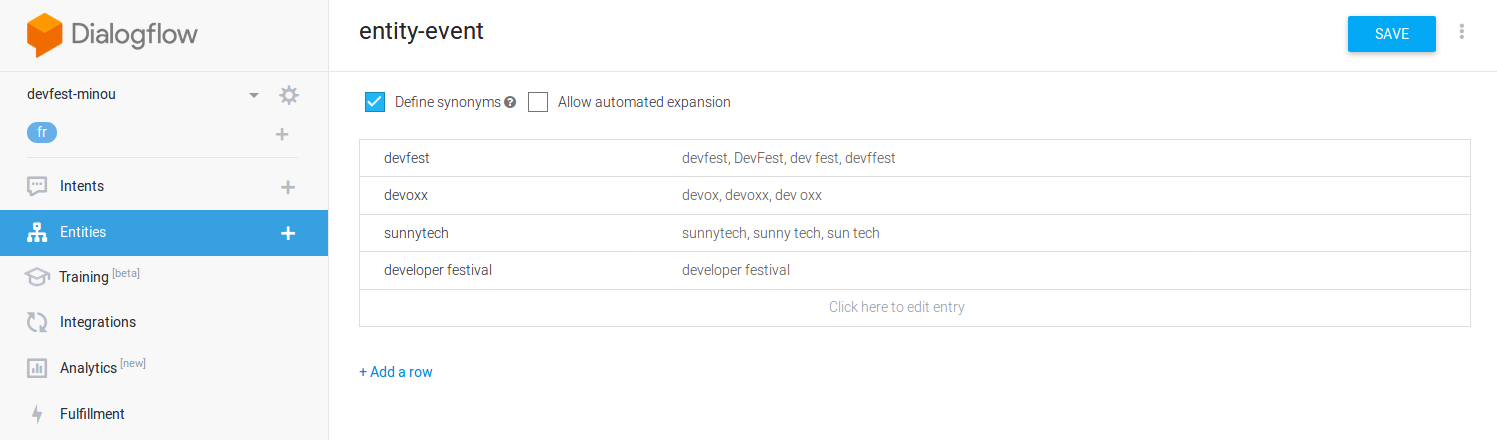 Dialogflow
devfest-minou
fr
Intents
Entities
Training [beta]
Integrations
Analytics [new]
Fulfillment
entity-event
SAVE
Define synonyms
Allow automated expansion
devfest devfest, DevFest, dev fest, devffest
devoxx devox, devoxx, dev oxx
sunnytech sunnytech, sunny tech, sun tech
developer festival developer festival
Click here to edit entry
+ Add a row